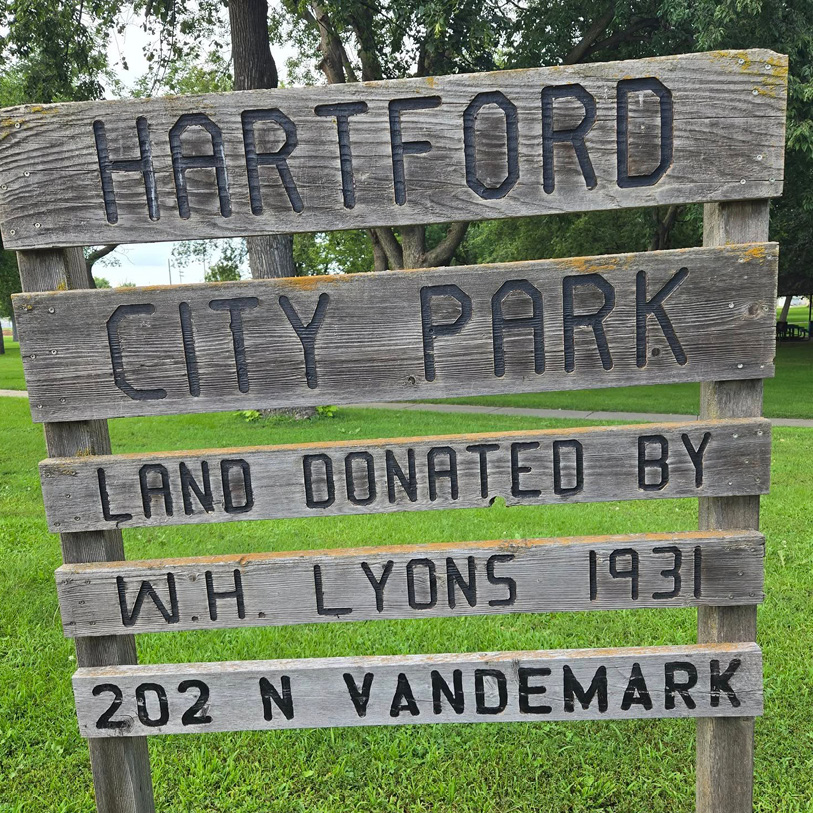 HARTFORD
CITY PARK
LAND DONATED BY
W.H. LYONS 1931
202 N VANDEMARK